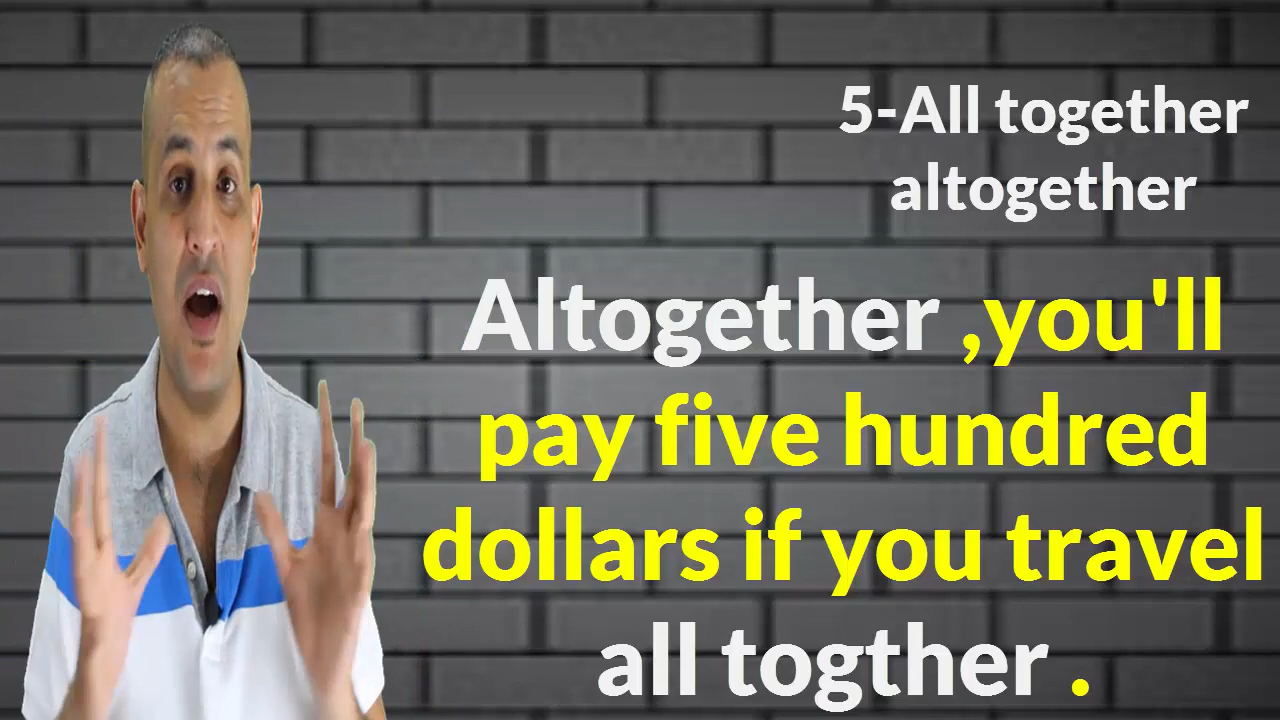 5-All together
altogether
Altogether ,you'll
pay five hundred
dollars if you travel
all togther .